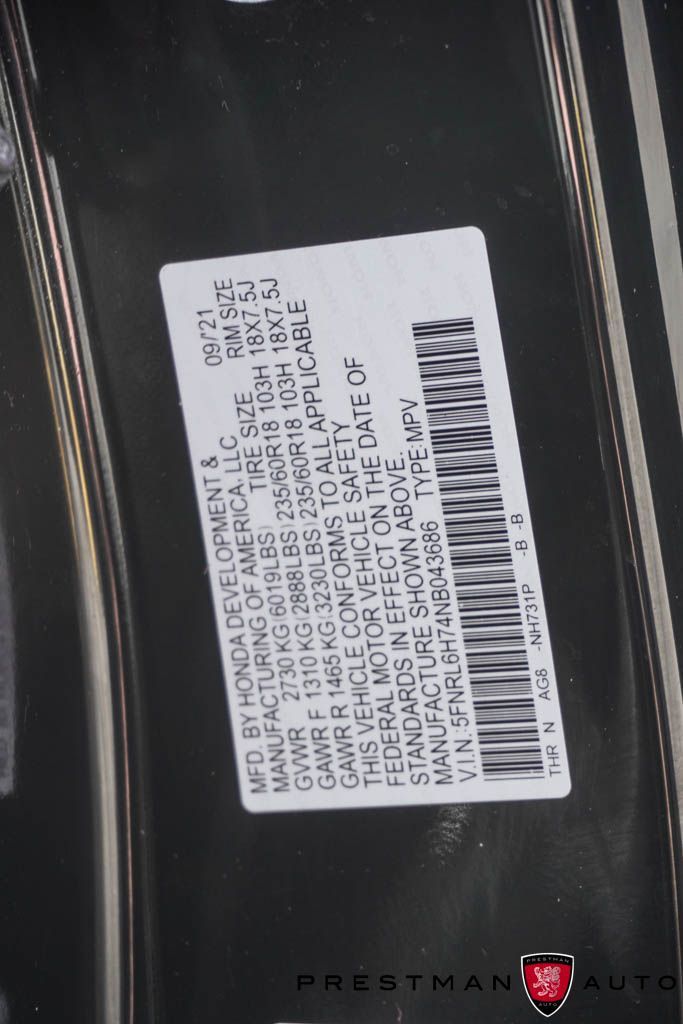 MFD. BY HONDA DEVELOPMENT & 09/'21
MANUFACTURING OF AMERICA, LLC RIM SIZE
GVWR 2730 KG(6019LBS) TIRE SIZE 18X7.5J
GAWR F 1310 KG(2888LBS) 235/60R18 103H 18X7.5J
GAWR R 1465 KG(3230LBS) 235/60R18 103H
THIS VEHICLE CONFORMS TO ALL APPLICABLE
FEDERAL MOTOR VEHICLE SAFETY
STANDARDS IN EFFECT ON THE DATE OF
MANUFACTURE SHOWN ABOVE.
V.I.N.:5FNRL6H74NB043686 TYPE:MPV
THR N AG8 -NH731P -B -B
PRESTMAN AUTO
PRESTMAN
AUTO